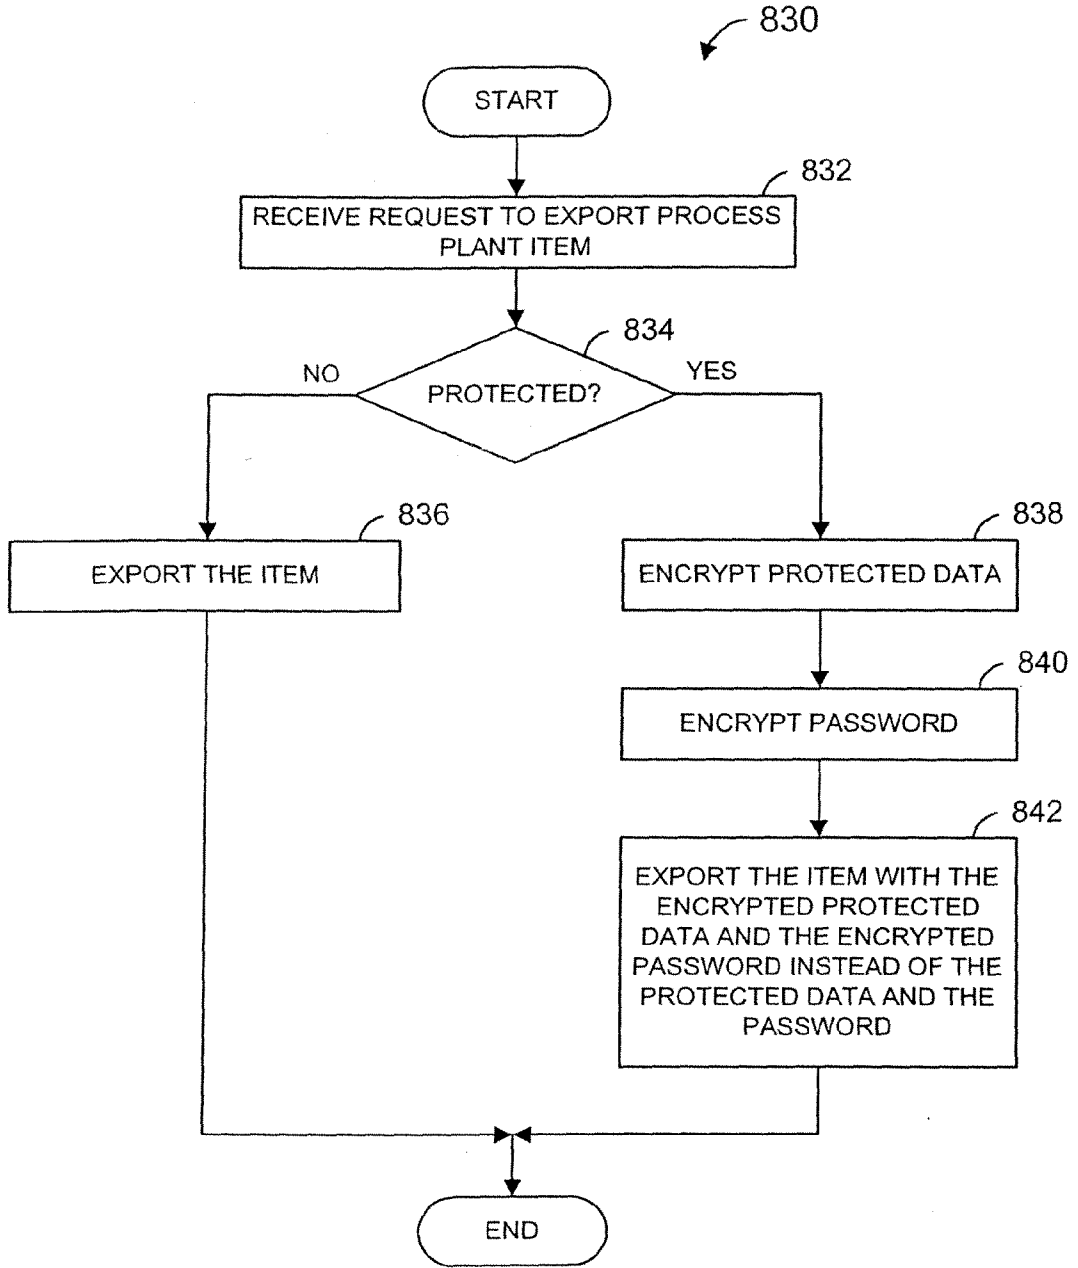 830
START
832
RECEIVE REQUEST TO EXPORT PROCESS
PLANT ITEM
834
NO
YES
PROTECTED?
836
838
EXPORT THE ITEM
ENCRYPT PROTECTED DATA
840
ENCRYPT PASSWORD
842
EXPORT THE ITEM WITH THE
ENCRYPTED PROTECTED
DATA AND THE ENCRYPTED
PASSWORD INSTEAD OF THE
PROTECTED DATA AND THE
PASSWORD
END